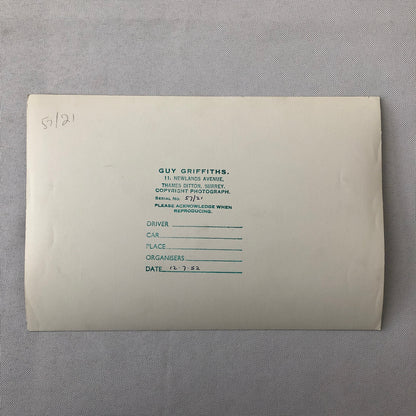 57/21
GUY GRIFFITHS.
11, NEWLANDS AVENUE,
THAMES DITTON, SURREY.
COPYRIGHT PHOTOGRAPH.
SERIAL NO. 57/21
PLEASE ACKNOWLEDGE WHEN
REPRODUCING.
DRIVER
CAR
PLACE
ORGANISERS
DATE 12.7.52